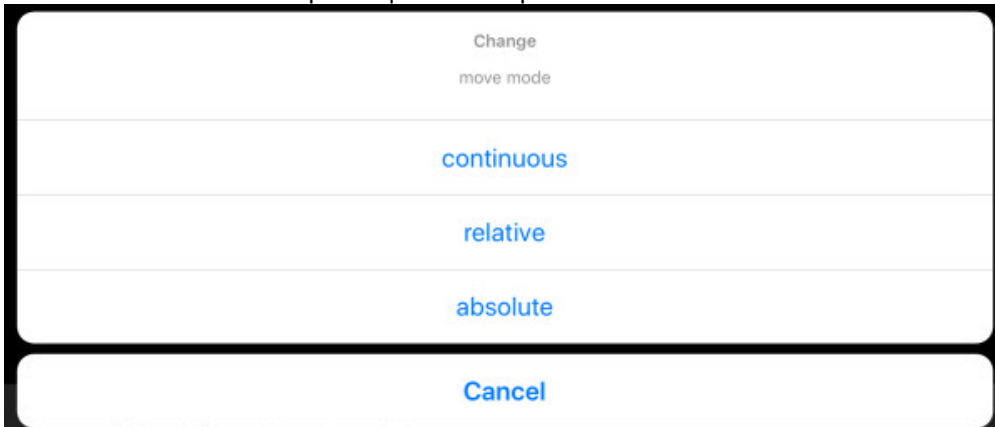 Change
move mode
continuous
relative
absolute
Cancel